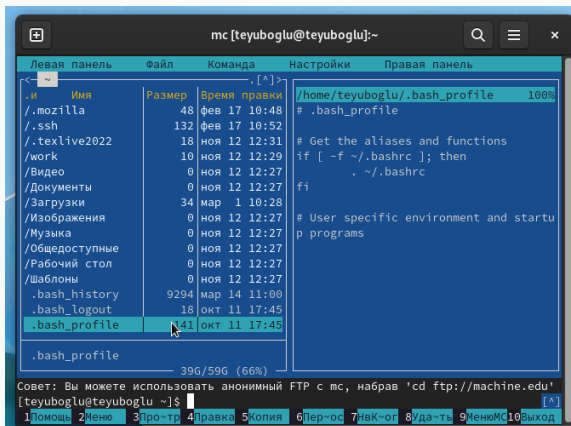 mc [teyuboglu@teyuboglu]:~
Левая панель Файл Команда Настройки Правая панель
<─ ~ .[^]>
.и Имя Размер Время правки
/.mozilla 48 фев 17 10:48
/.ssh 132 фев 17 10:52
/.texlive2022 18 ноя 12 12:31
/work 10 ноя 12 12:29
/Видео 0 ноя 12 12:27
/Документы 0 ноя 12 12:27
/Загрузки 34 мар 1 10:28
/Изображения 0 ноя 12 12:27
/Музыка 0 ноя 12 12:27
/Общедоступные 0 ноя 12 12:27
/Рабочий стол 0 ноя 12 12:27
/Шаблоны 0 ноя 12 12:27
.bash_history 9294 мар 14 11:00
.bash_logout 18 окт 11 17:45
.bash_profile 141 окт 11 17:45
.bash_profile
39G/59G (66%)
/home/teyuboglu/.bash_profile 100%
# .bash_profile
# Get the aliases and functions
if [ -f ~/.bashrc ]; then
. ~/.bashrc
fi
# User specific environment and startu
p programs
Совет: Вы можете использовать анонимный FTP с mc, набрав 'cd ftp://machine.edu'
[teyuboglu@teyuboglu ~]$ [^]
1Помощь 2Меню 3Про~тр 4Правка 5Копия 6Пер~ос 7НвК~ог 8Уда~ть 9МенюMC 10Выход